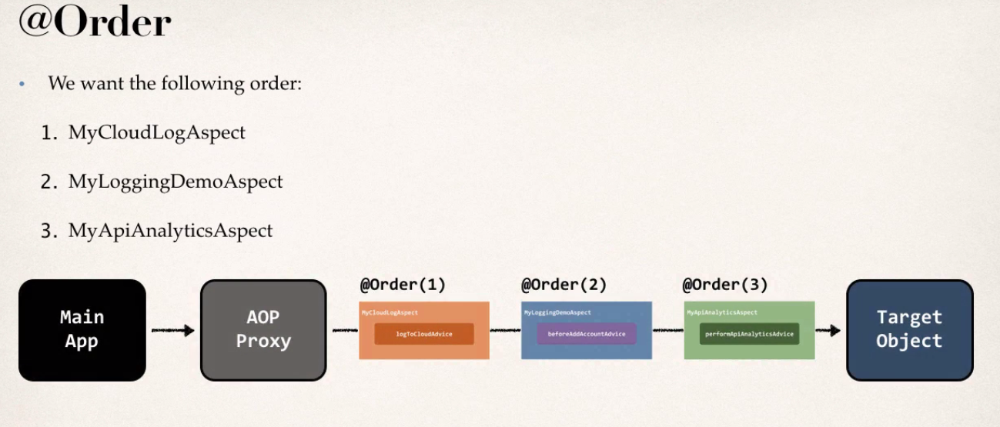 @Order
• We want the following order:
1. MyCloudLogAspect
2. MyLoggingDemoAspect
3. MyApiAnalyticsAspect
@Order(1)
@Order(2)
@Order(3)
Main
App
AOP
Proxy
MyCloudLogAspect
logToCloudAdvice
MyLoggingDemoAspect
beforeAddAccountAdvice
MyApiAnalyticsAspect
performApiAnalyticsAdvice
Target
Object